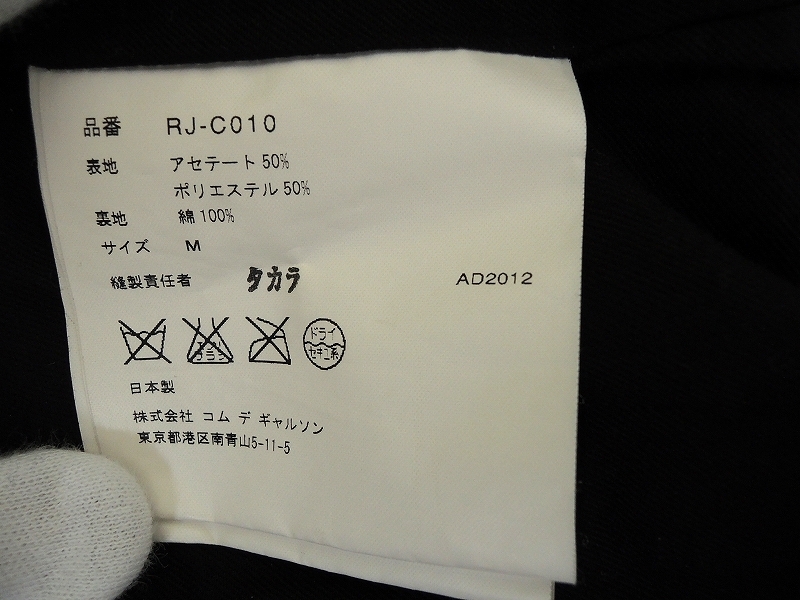 品番 RJ-C010
表地 アセテート 50%
ポリエステル 50%
裏地 綿 100%
サイズ M
縫製責任者 タカラ AD2012
エンソ
ドライ
セキユ系
日本製
株式会社 コム デ ギャルソン
東京都港区南青山5-11-5